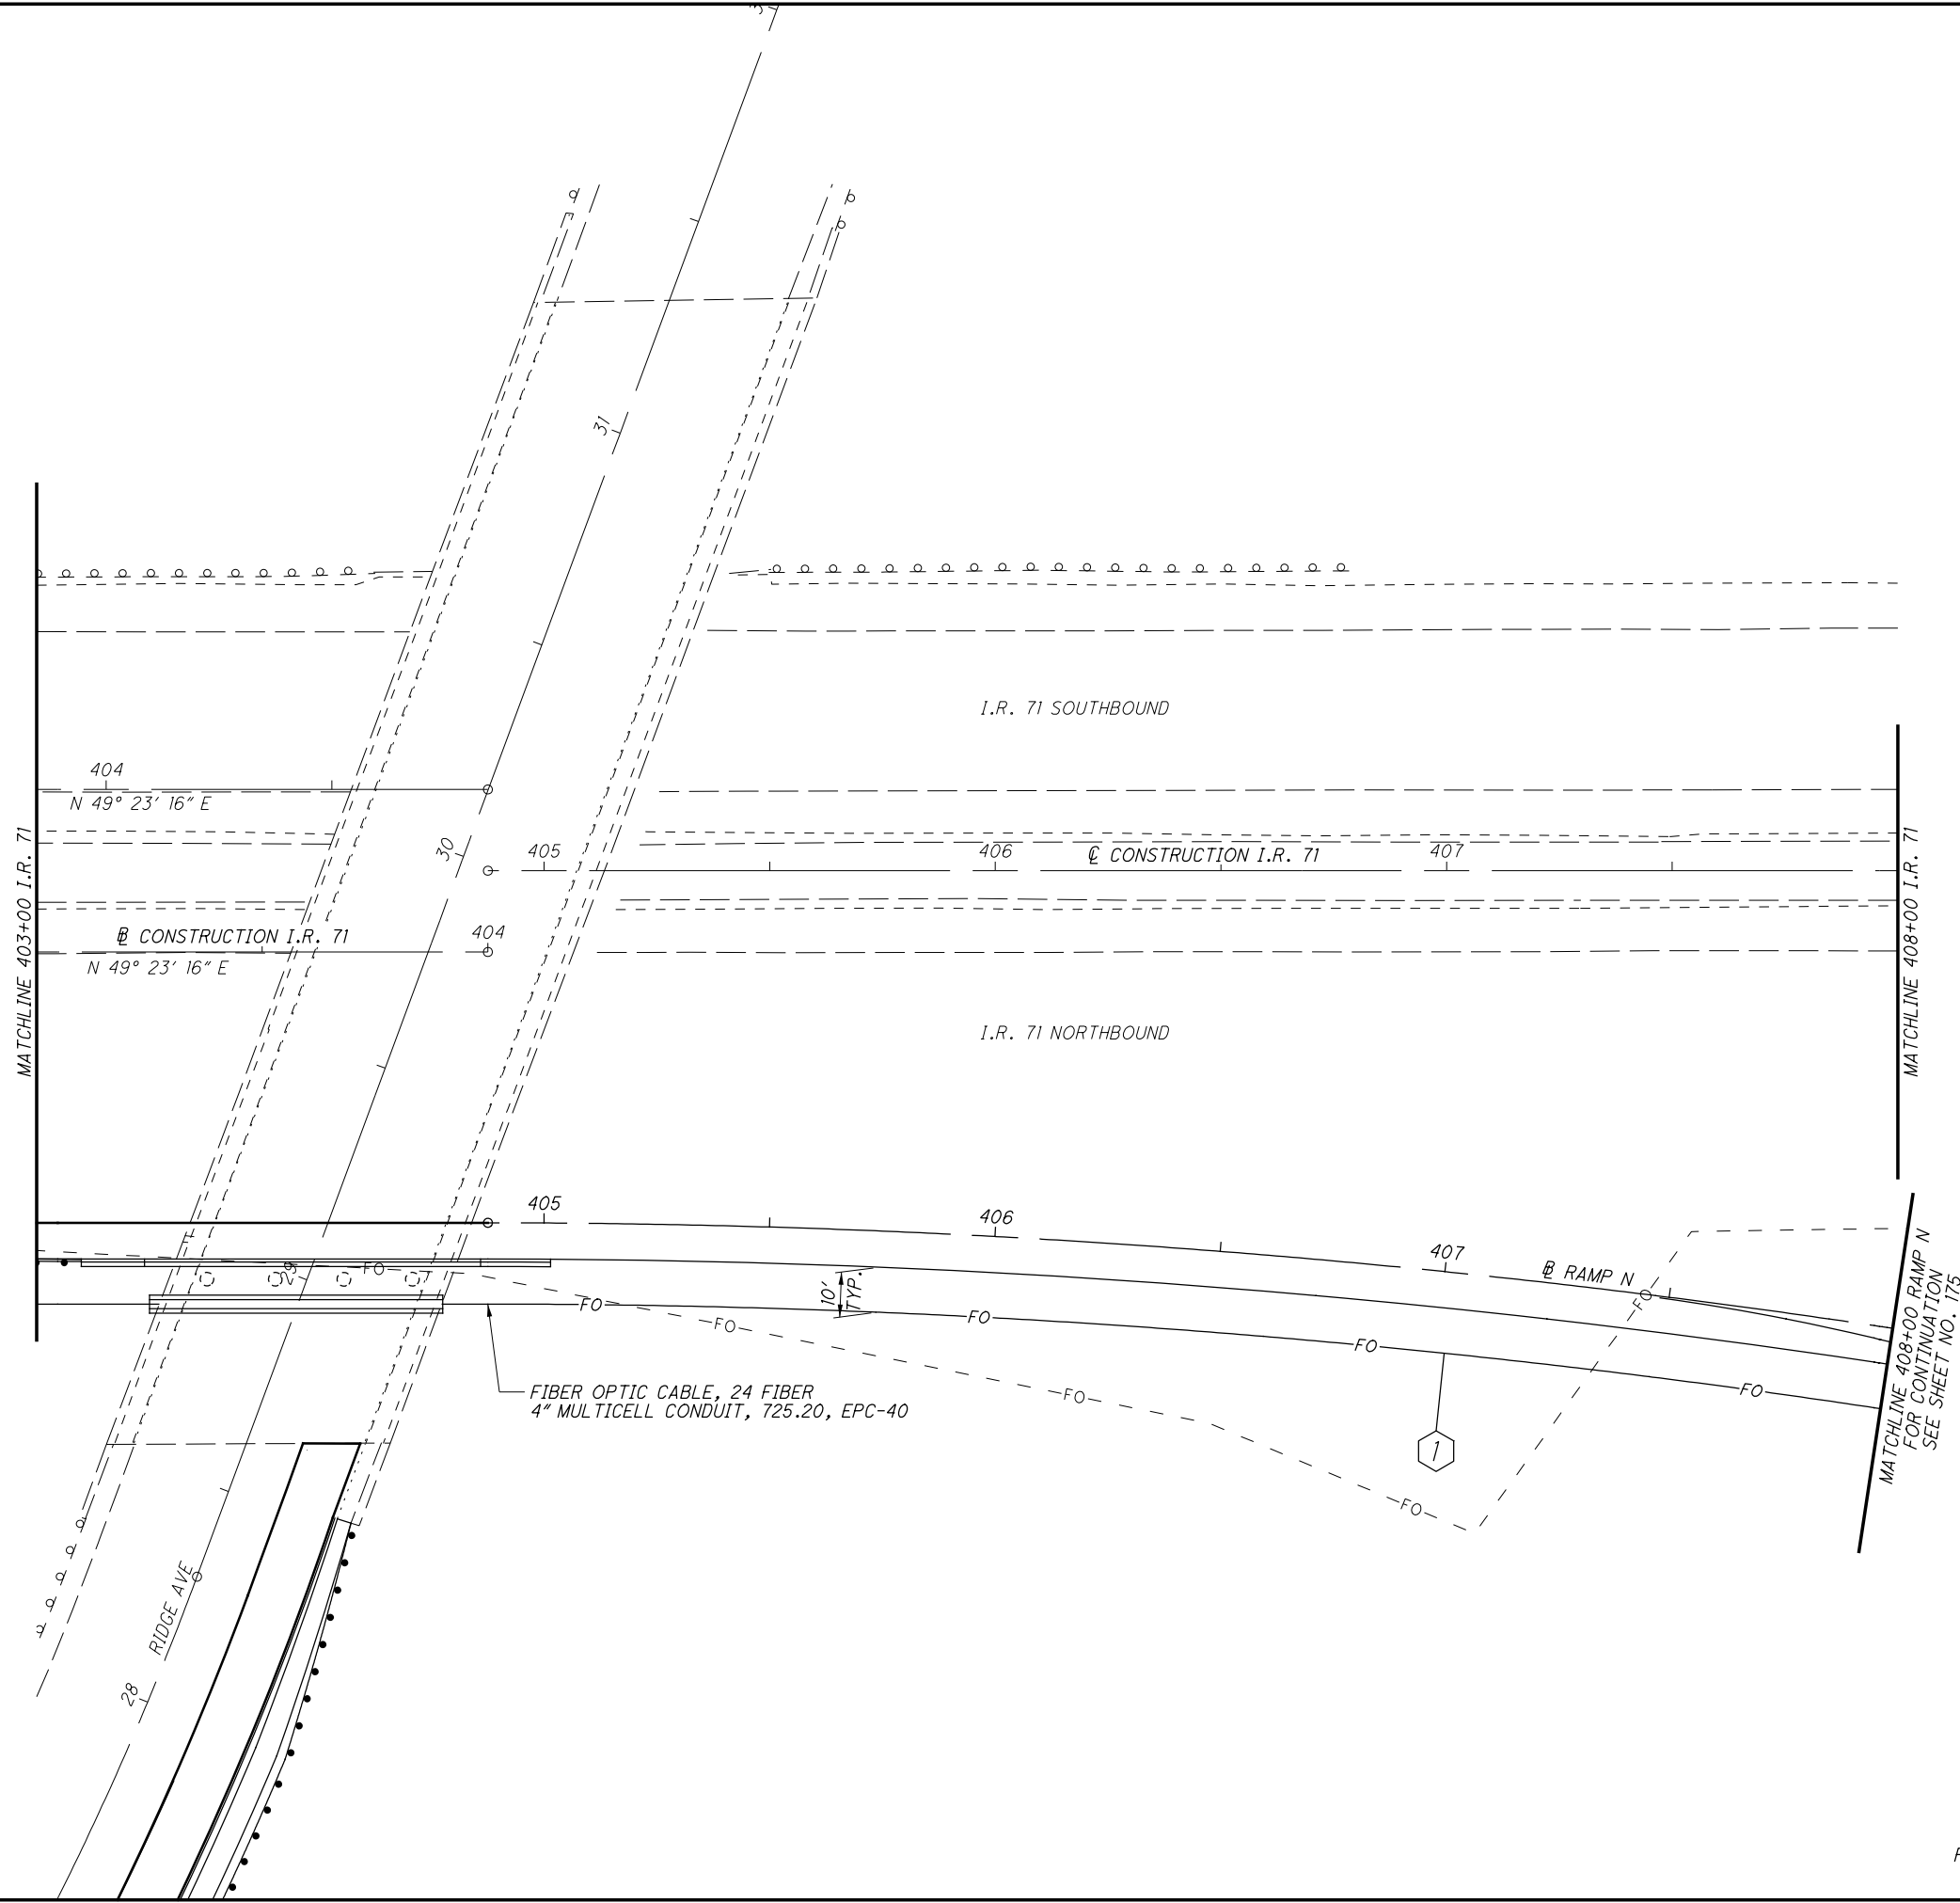 31
I.R. 71 SOUTHBOUND
404
N 49° 23' 16" E
MATCHLINE 403+00 I.R. 71
30
405
406
℄ CONSTRUCTION I.R. 71
407
MATCHLINE 408+00 I.R. 71
B̵L CONSTRUCTION I.R. 71
404
N 49° 23' 16" E
I.R. 71 NORTHBOUND
405
406
407
BL RAMP N
29
FO
10'
TYP.
FO
FO
FO
FO
FO
FO
FO
FO
FIBER OPTIC CABLE, 24 FIBER
4" MULTICELL CONDUIT, 725.20, EPC-40
1
MATCHLINE 408+00 RAMP N
FOR CONTINUATION
SEE SHEET NO. 175
RIDGE AVE
28